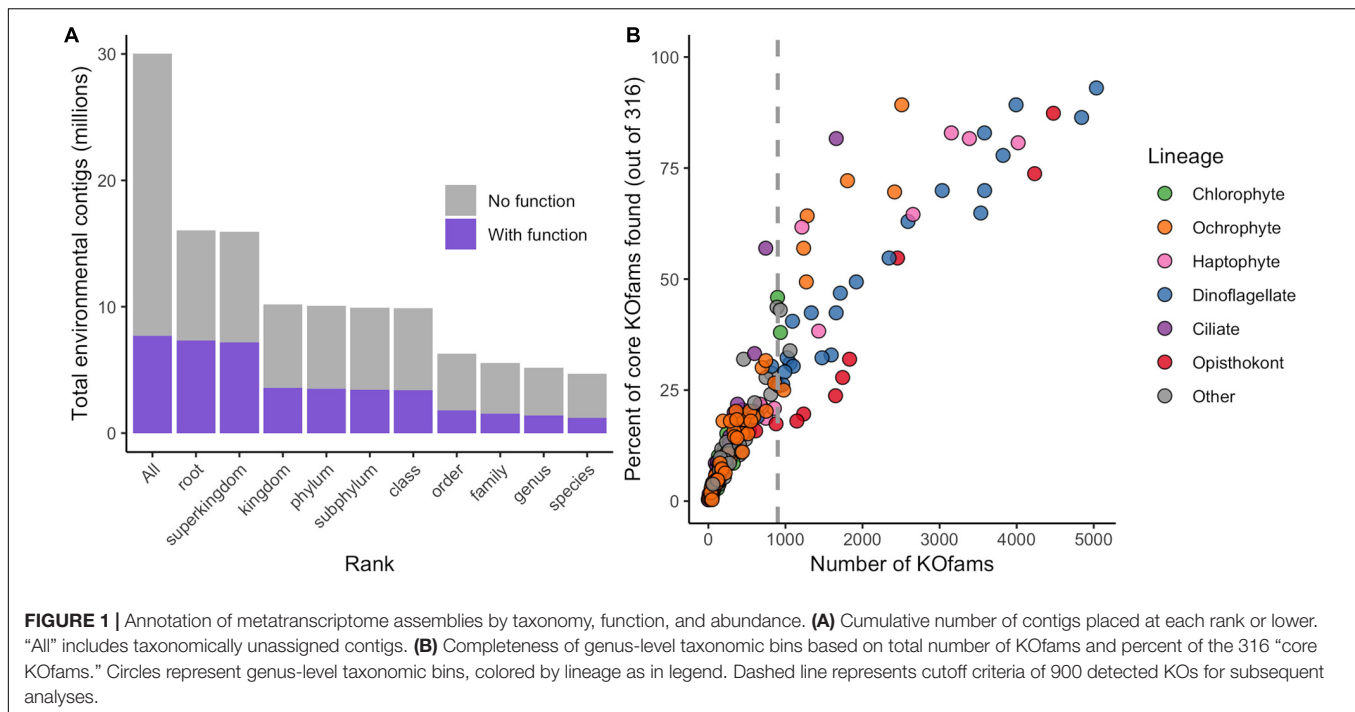 A
Total environmental contigs (millions)
30
20
10
0
No function
With function
All
root
superkingdom
kingdom
phylum
subphylum
class
order
family
genus
species
Rank
B
Percent of core KOfams found (out of 316)
100
75
50
25
0
0
1000
2000
3000
4000
5000
Number of KOfams
Lineage
Chlorophyte
Ochrophyte
Haptophyte
Dinoflagellate
Ciliate
Opisthokont
Other
FIGURE 1 | Annotation of metatranscriptome assemblies by taxonomy, function, and abundance. (A) Cumulative number of contigs placed at each rank or lower.
“All” includes taxonomically unassigned contigs. (B) Completeness of genus-level taxonomic bins based on total number of KOfams and percent of the 316 “core
KOfams.” Circles represent genus-level taxonomic bins, colored by lineage as in legend. Dashed line represents cutoff criteria of 900 detected KOs for subsequent
analyses.